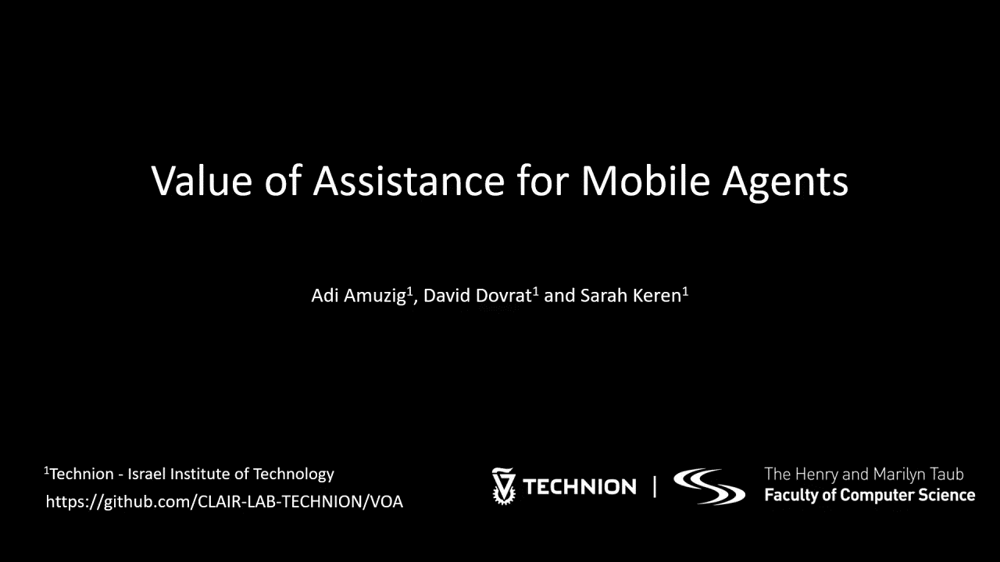 Value of Assistance for Mobile Agents
Adi Amuzig¹, David Dovrat¹ and Sarah Keren¹
¹Technion - Israel Institute of Technology
https://github.com/CLAIR-LAB-TECHNION/VOA
TECHNION
The Henry and Marilyn Taub
Faculty of Computer Science